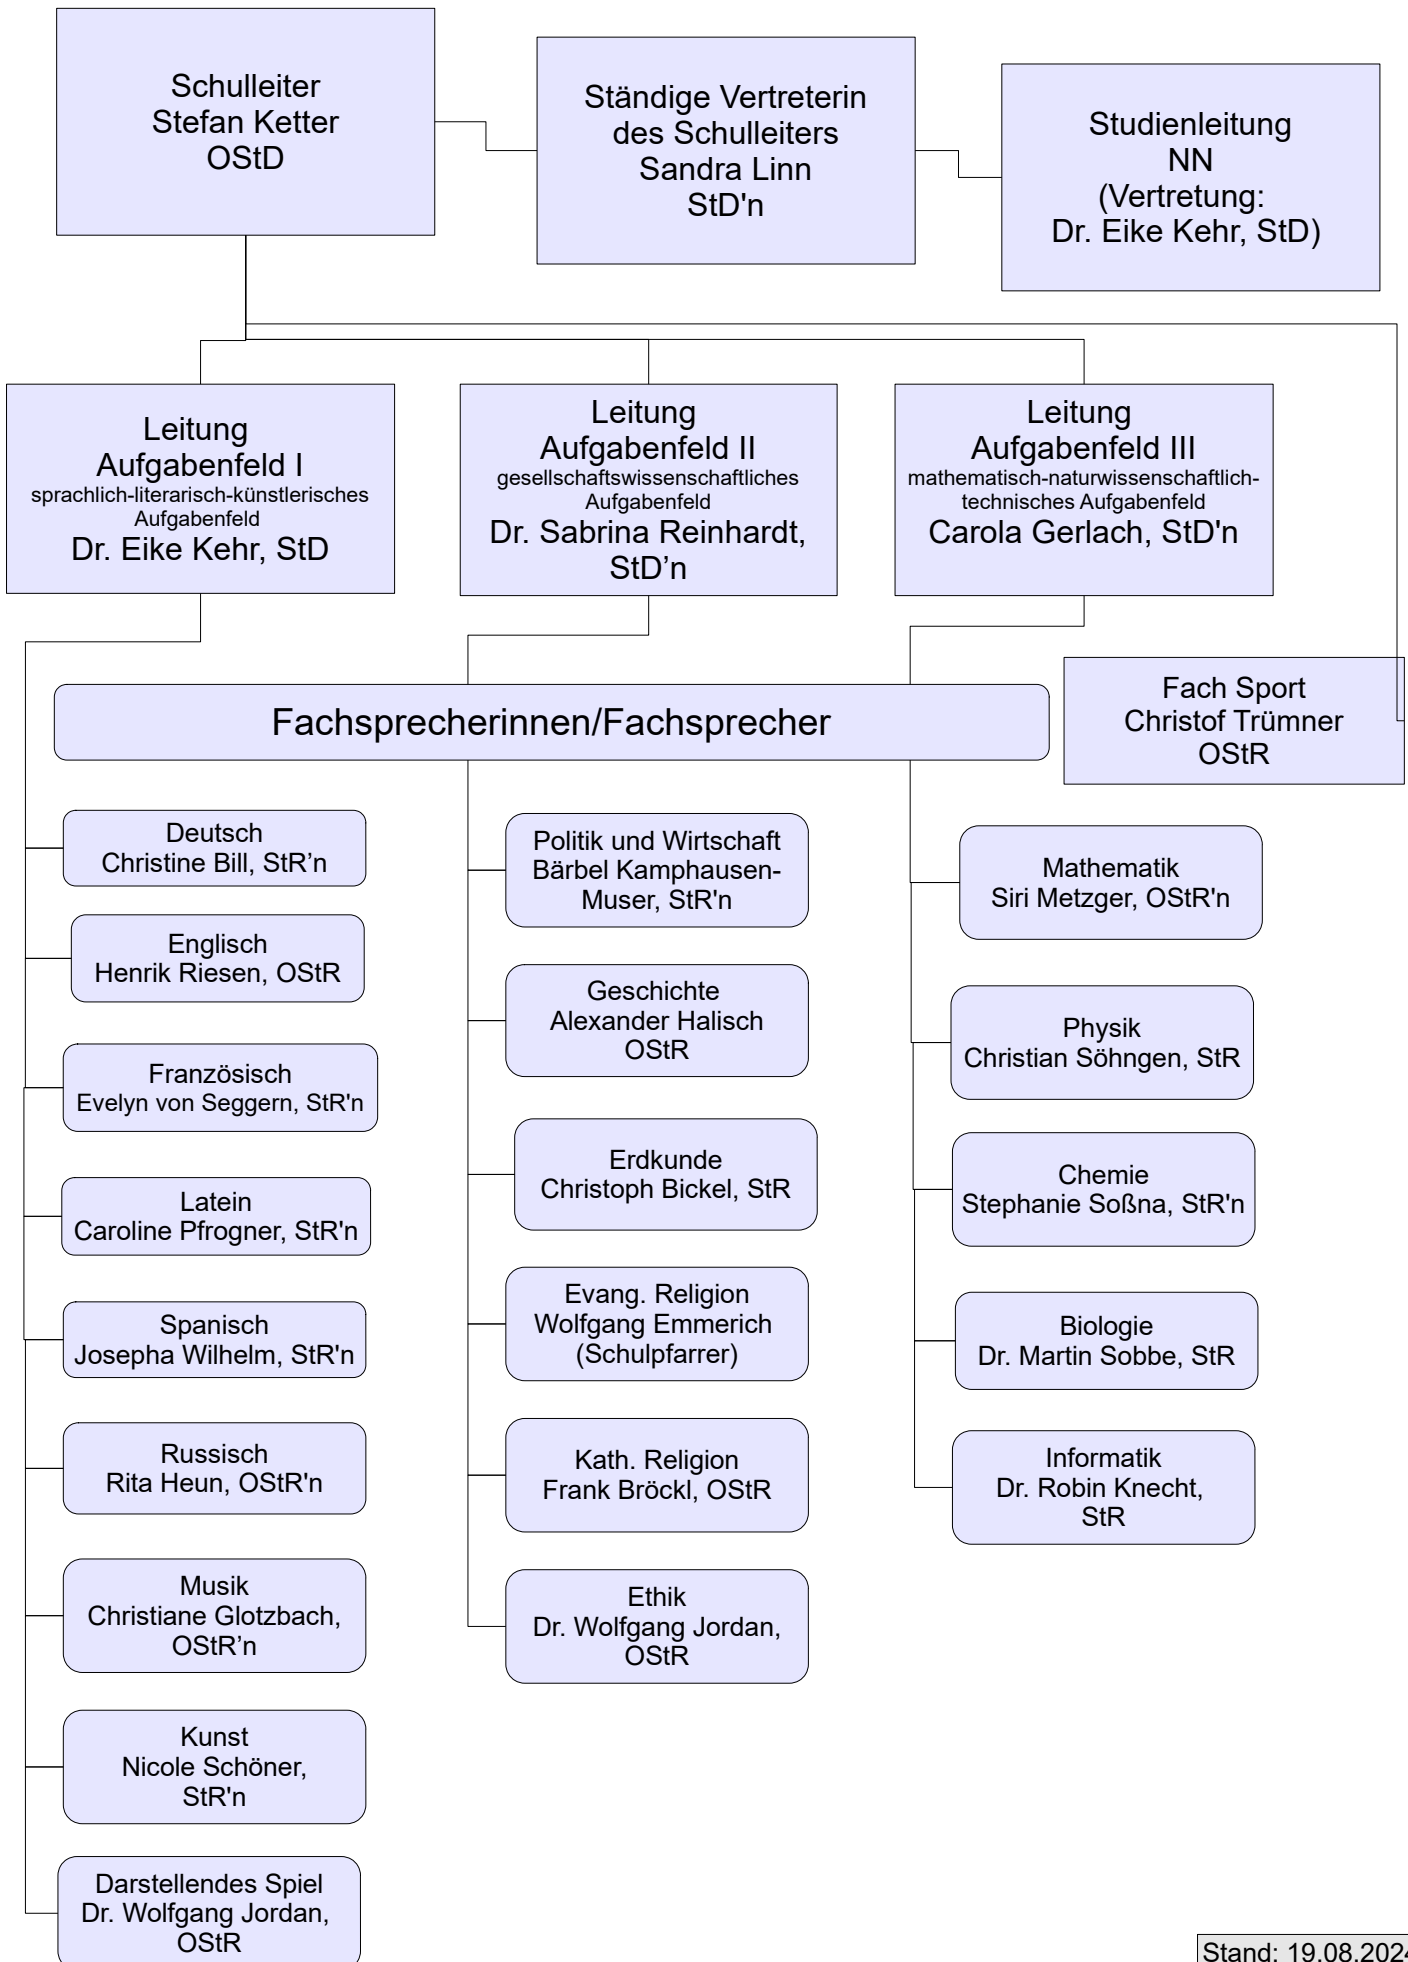 Schulleiter
Stefan Ketter
OStD
Ständige Vertreterin
des Schulleiters
Sandra Linn
StD'n
Studienleitung
NN
(Vertretung:
Dr. Eike Kehr, StD)
Leitung
Aufgabenfeld I
sprachlich-literarisch-künstlerisches
Aufgabenfeld
Dr. Eike Kehr, StD
Leitung
Aufgabenfeld II
gesellschaftswissenschaftliches
Aufgabenfeld
Dr. Sabrina Reinhardt,
StD’n
Leitung
Aufgabenfeld III
mathematisch-naturwissenschaftlich-
technisches Aufgabenfeld
Carola Gerlach, StD'n
Fachsprecherinnen/Fachsprecher
Fach Sport
Christof Trümner
OStR
Deutsch
Christine Bill, StR’n
Englisch
Henrik Riesen, OStR
Französisch
Evelyn von Seggern, StR'n
Latein
Caroline Pfrogner, StR'n
Spanisch
Josepha Wilhelm, StR'n
Russisch
Rita Heun, OStR'n
Musik
Christiane Glotzbach,
OStR’n
Kunst
Nicole Schöner,
StR'n
Darstellendes Spiel
Dr. Wolfgang Jordan,
OStR
Politik und Wirtschaft
Bärbel Kamphausen-
Muser, StR'n
Geschichte
Alexander Halisch
OStR
Erdkunde
Christoph Bickel, StR
Evang. Religion
Wolfgang Emmerich
(Schulpfarrer)
Kath. Religion
Frank Bröckl, OStR
Ethik
Dr. Wolfgang Jordan,
OStR
Mathematik
Siri Metzger, OStR'n
Physik
Christian Söhngen, StR
Chemie
Stephanie Soßna, StR'n
Biologie
Dr. Martin Sobbe, StR
Informatik
Dr. Robin Knecht,
StR
Stand: 19.08.2024